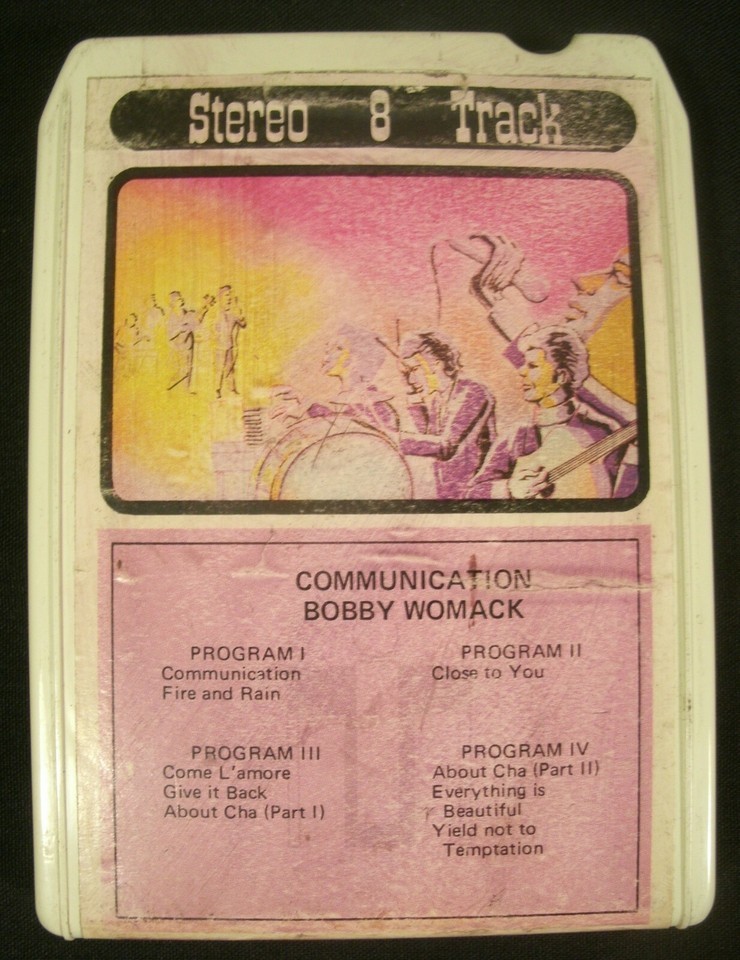 Stereo 8 Track
COMMUNICATION
BOBBY WOMACK
PROGRAM I
Communication
Fire and Rain
PROGRAM II
Close to You
PROGRAM III
Come L'amore
Give it Back
About Cha (Part I)
PROGRAM IV
About Cha (Part II)
Everything is
Beautiful
Yield not to
Temptation